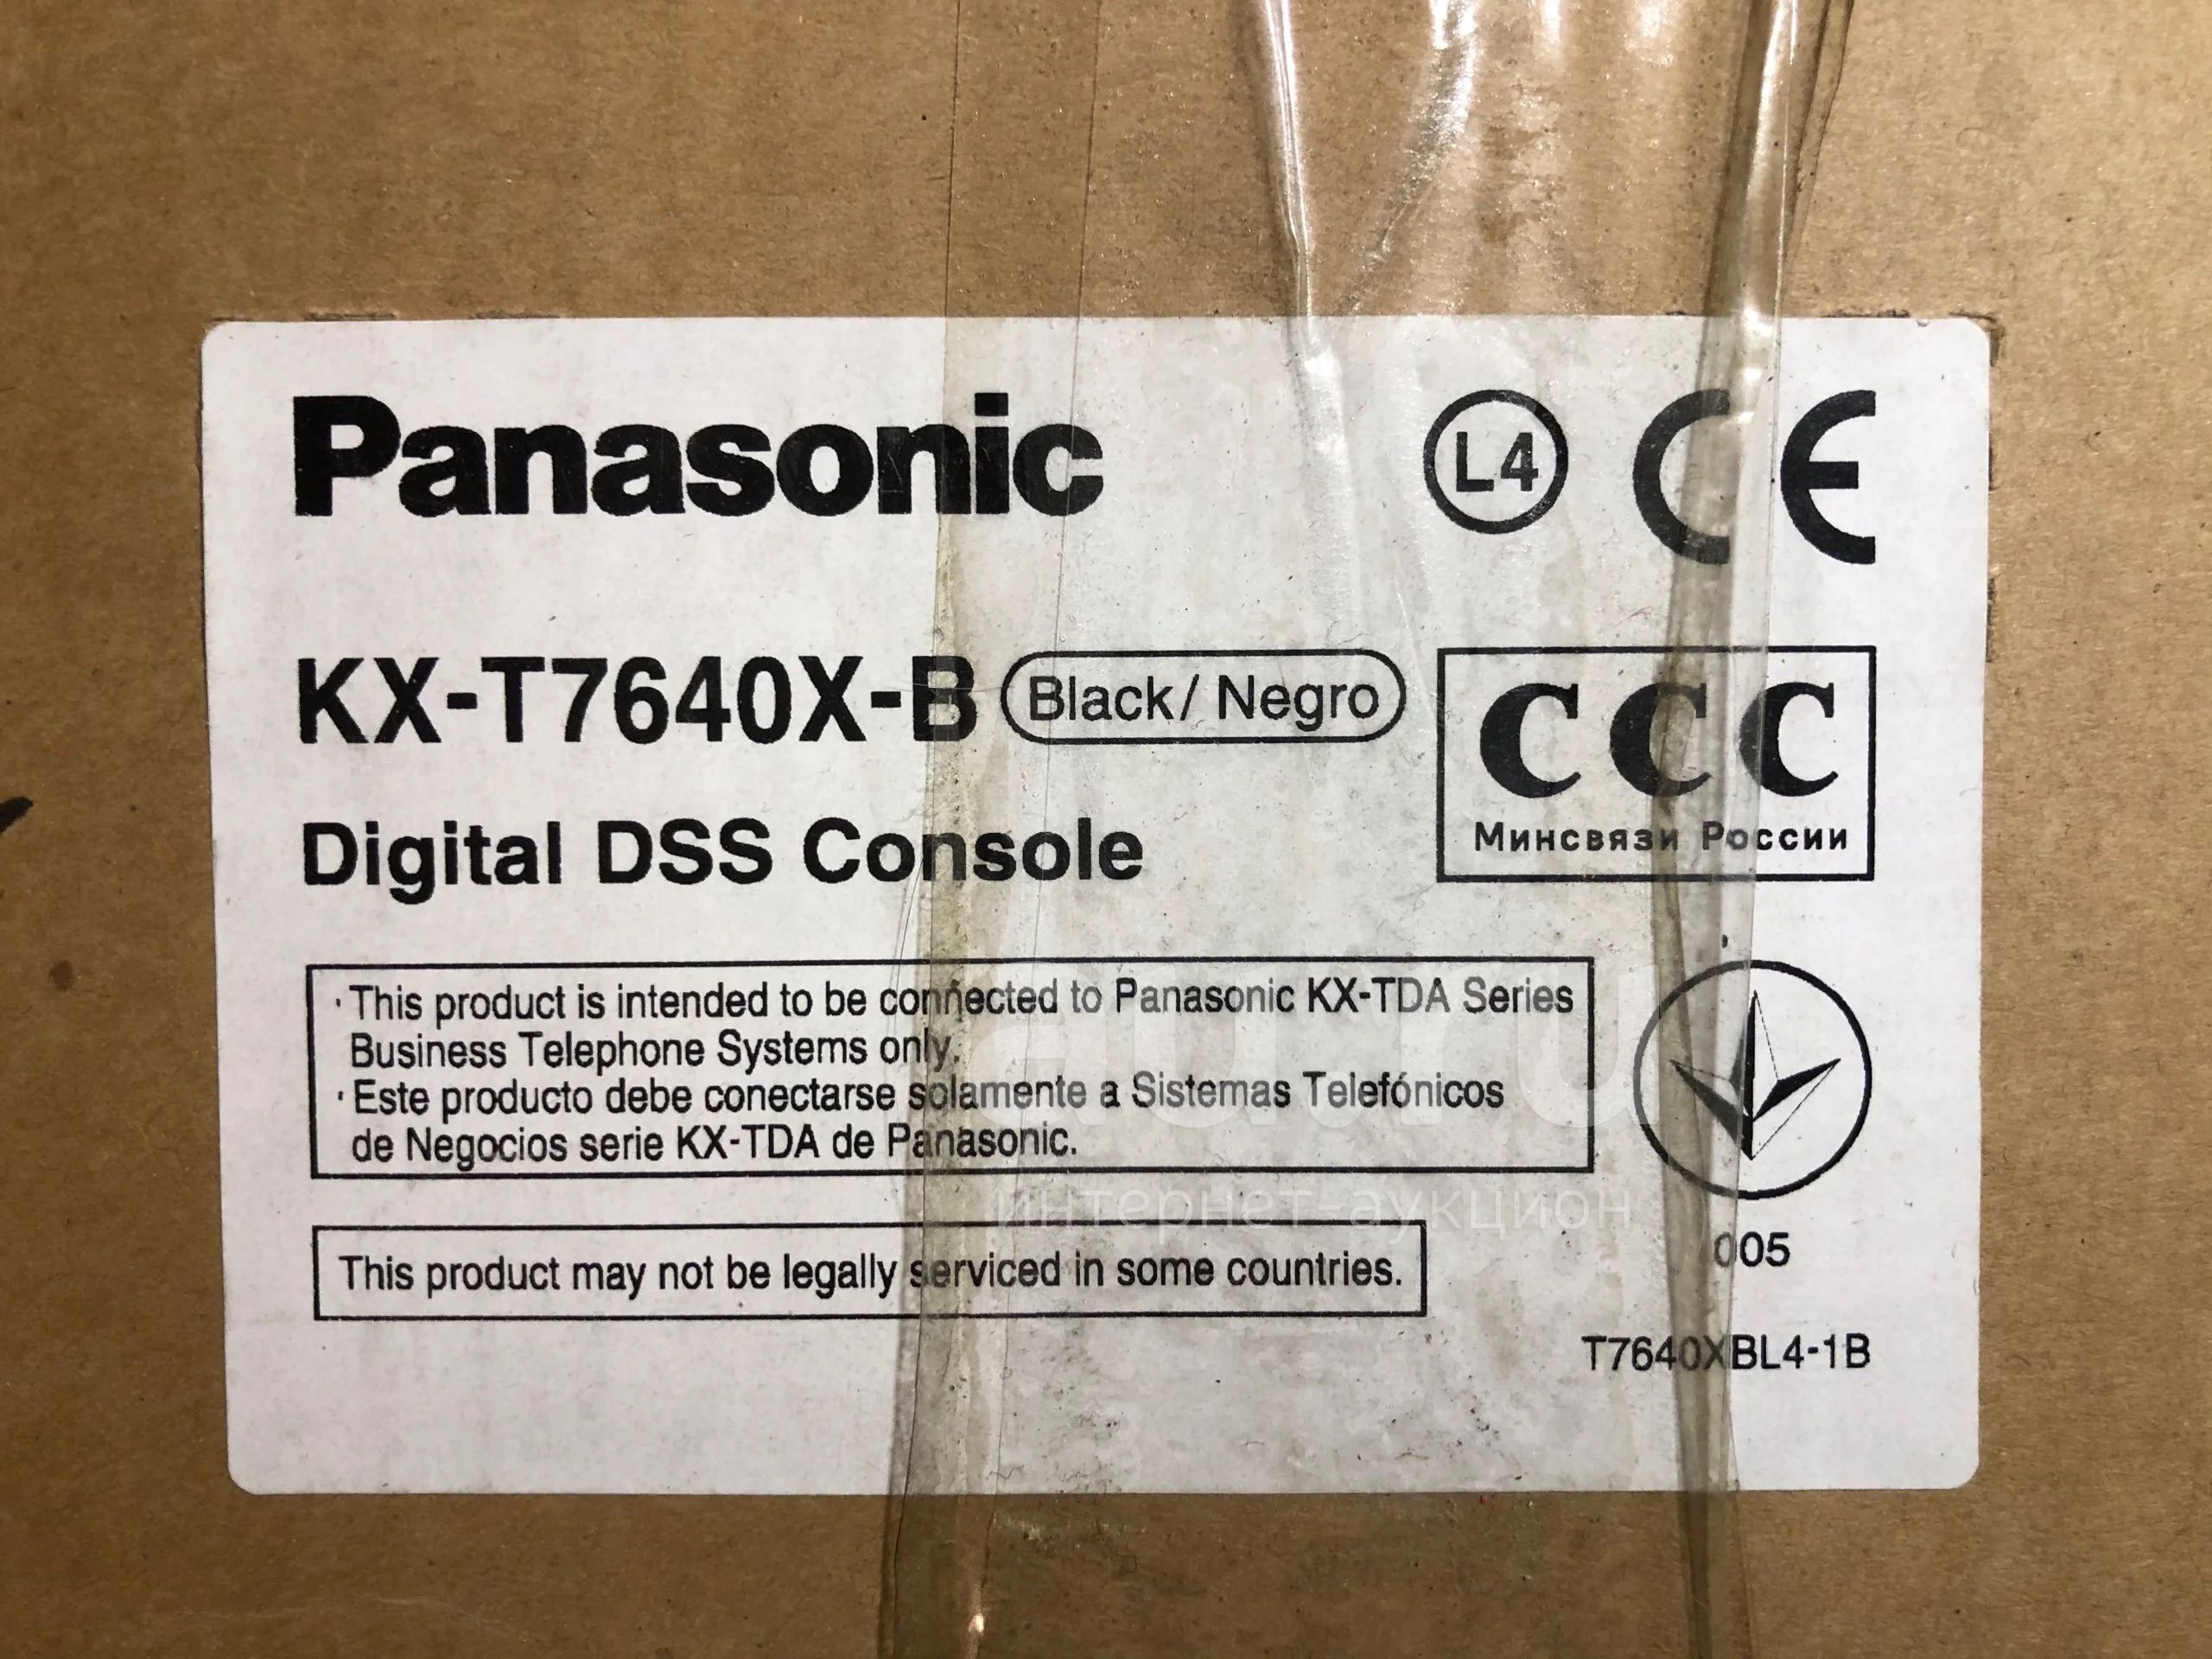 Panasonic
L4 CE
KX-T7640X-B Black/ Negro
ССС
Минсвязи России
Digital DSS Console
·This product is intended to be connected to Panasonic KX-TDA Series
Business Telephone Systems only.
·Este producto debe conectarse solamente a Sistemas Telefónicos
de Negocios serie KX-TDA de Panasonic.
au.ru
интернет-аукцион
005
This product may not be legally serviced in some countries.
T7640XBL4-1B